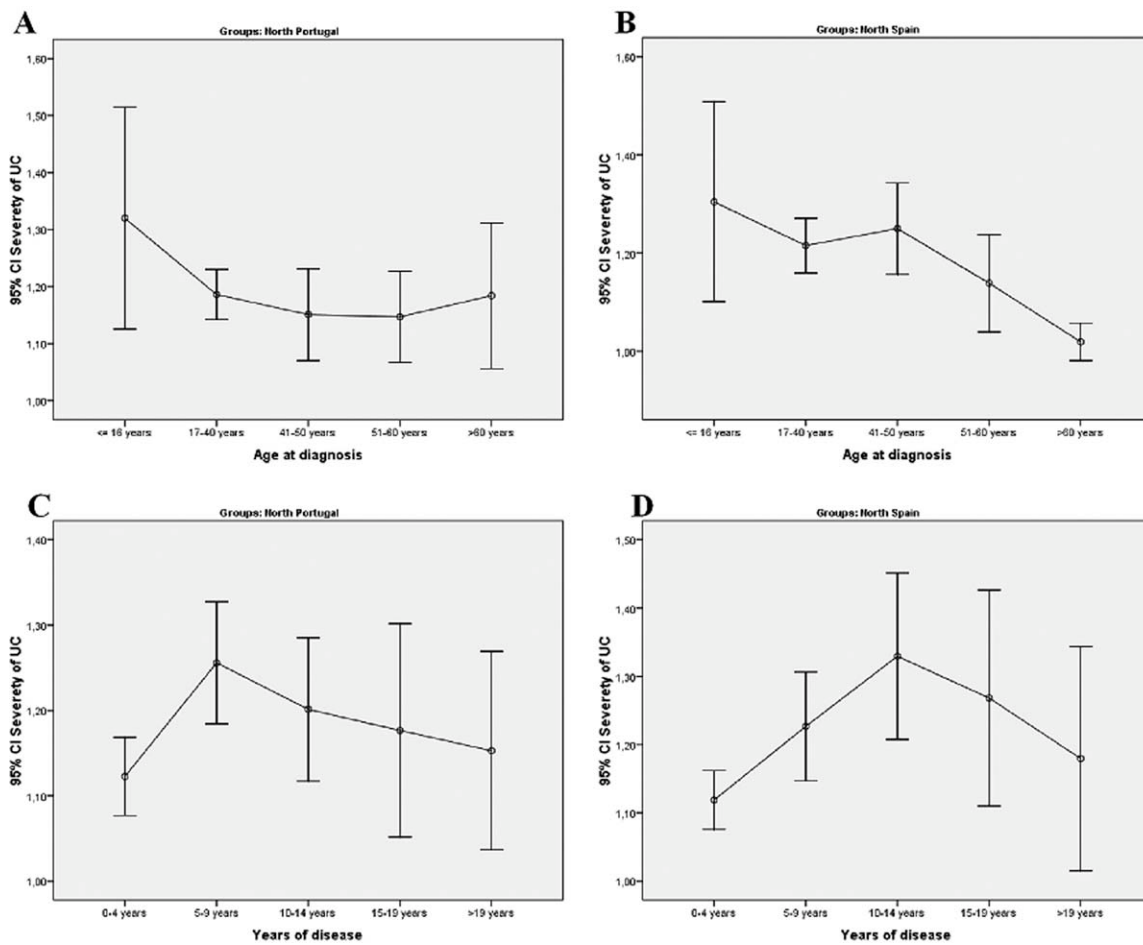 A
Groups: North Portugal
95% CI Severety of UC
1,60
1,50
1,40
1,30
1,20
1,10
1,00
<= 16 years 17-40 years 41-50 years 51-60 years >60 years
Age at diagnosis
B
Groups: North Spain
95% CI Severety of UC
1,60
1,40
1,20
1,00
<= 16 years 17-40 years 41-50 years 51-60 years >60 years
Age at diagnosis
C
Groups: North Portugal
95% CI Severety of UC
1,40
1,30
1,20
1,10
1,00
0-4 years 5-9 years 10-14 years 15-19 years >19 years
Years of disease
D
Groups: North Spain
95% CI Severety of UC
1,50
1,40
1,30
1,20
1,10
1,00
0-4 years 5-9 years 10-14 years 15-19 years >19 years
Years of disease